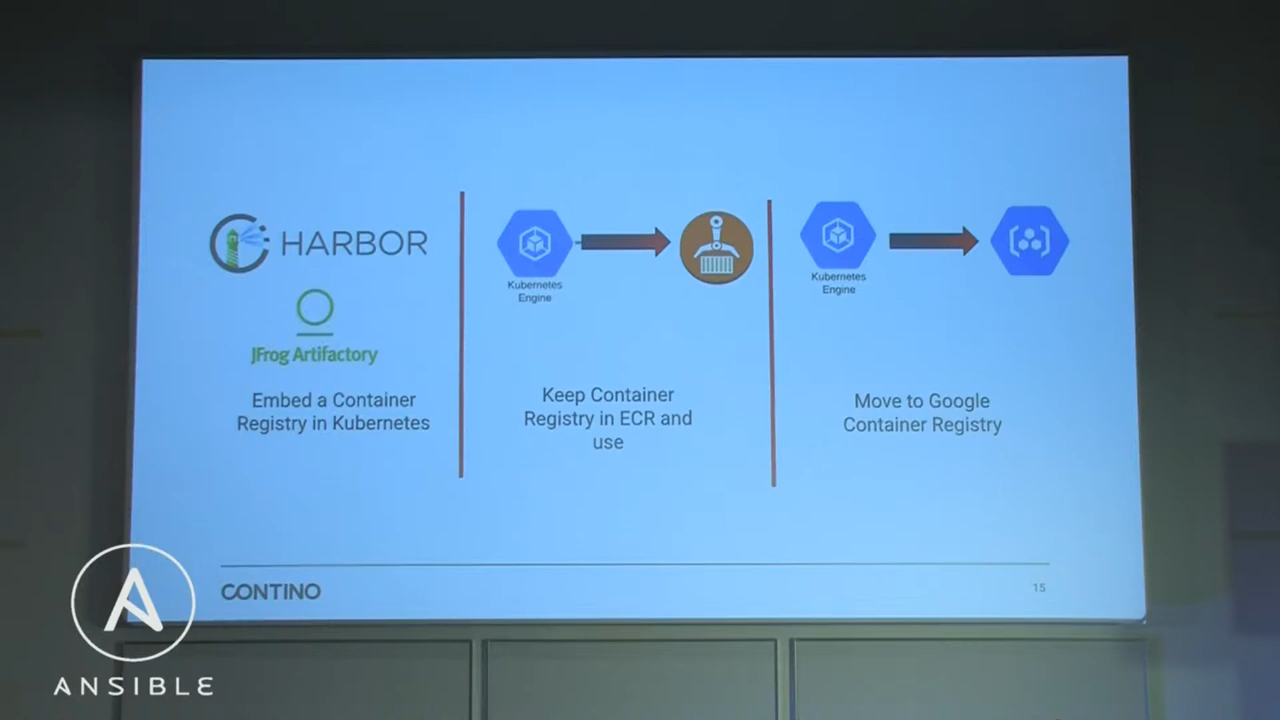 HARBOR
JFrog Artifactory
Embed a Container
Registry in Kubernetes
Kubernetes
Engine
Keep Container
Registry in ECR and
use
Kubernetes
Engine
Move to Google
Container Registry
CONTINO
15
ANSIBLE